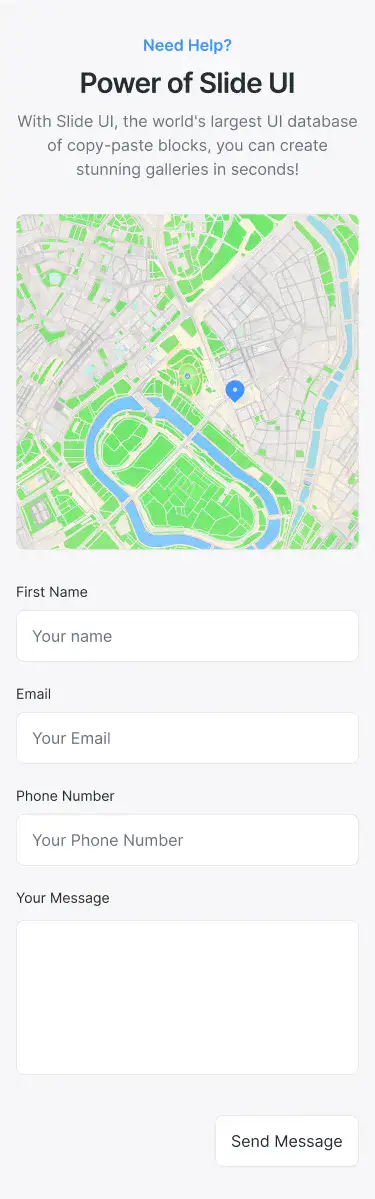 Need Help?
Power of Slide UI
With Slide UI, the world's largest UI database
of copy-paste blocks, you can create
stunning galleries in seconds!
First Name
Your name
Email
Your Email
Phone Number
Your Phone Number
Your Message
Send Message